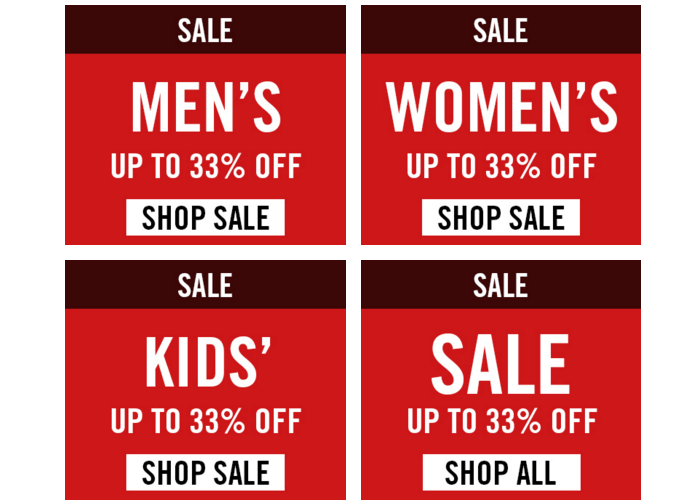 SALE
MEN'S
UP TO 33% OFF
SHOP SALE
SALE
WOMEN'S
UP TO 33% OFF
SHOP SALE
SALE
KIDS'
UP TO 33% OFF
SHOP SALE
SALE
SALE
UP TO 33% OFF
SHOP ALL